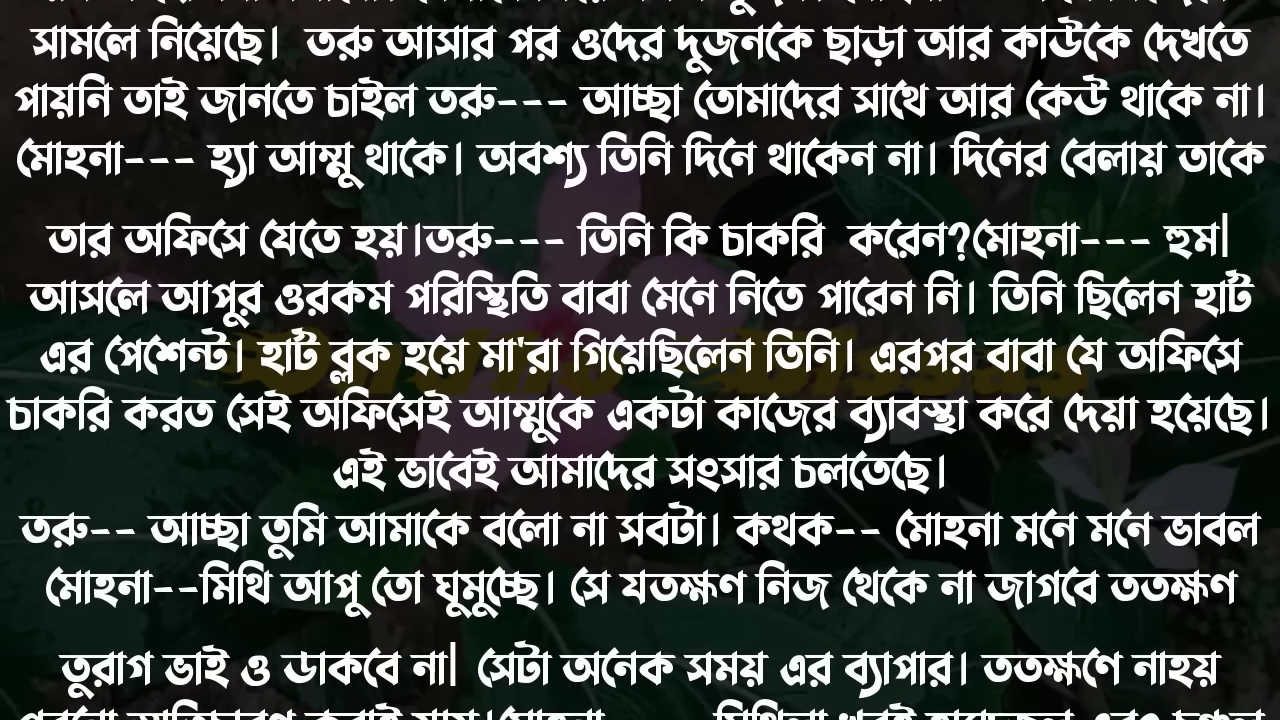 সামলে নিয়েছে। তরু আসার পর ওদের দুজনকে ছাড়া আর কাউকে দেখতে
পায়নি তাই জানতে চাইল তরু--- আচ্ছা তোমাদের সাথে আর কেউ থাকে না।
মোহনা--- হ্যা আম্মু থাকে। অবশ্য তিনি দিনে থাকেন না। দিনের বেলায় তাকে
তার অফিসে যেতে হয়।তরু--- তিনি কি চাকরি করেন?মোহনা--- হুম|
আসলে আপুর ওরকম পরিস্থিতি বাবা মেনে নিতে পারেন নি। তিনি ছিলেন হার্ট
এর পেশেন্ট। হার্ট ব্লক হয়ে মা'রা গিয়েছিলেন তিনি। এরপর বাবা যে অফিসে
চাকরি করত সেই অফিসেই আম্মুকে একটা কাজের ব্যাবস্থা করে দেয়া হয়েছে।
এই ভাবেই আমাদের সংসার চলতেছে।
তরু-- আচ্ছা তুমি আমাকে বলো না সবটা। কথক-- মোহনা মনে মনে ভাবল
মোহনা--মিথি আপু তো ঘুমুচ্ছে। সে যতক্ষণ নিজ থেকে না জাগবে ততক্ষণ
তুরাগ ভাই ও ডাকবে না| সেটা অনেক সময় এর ব্যাপার। ততক্ষণে নাহয়